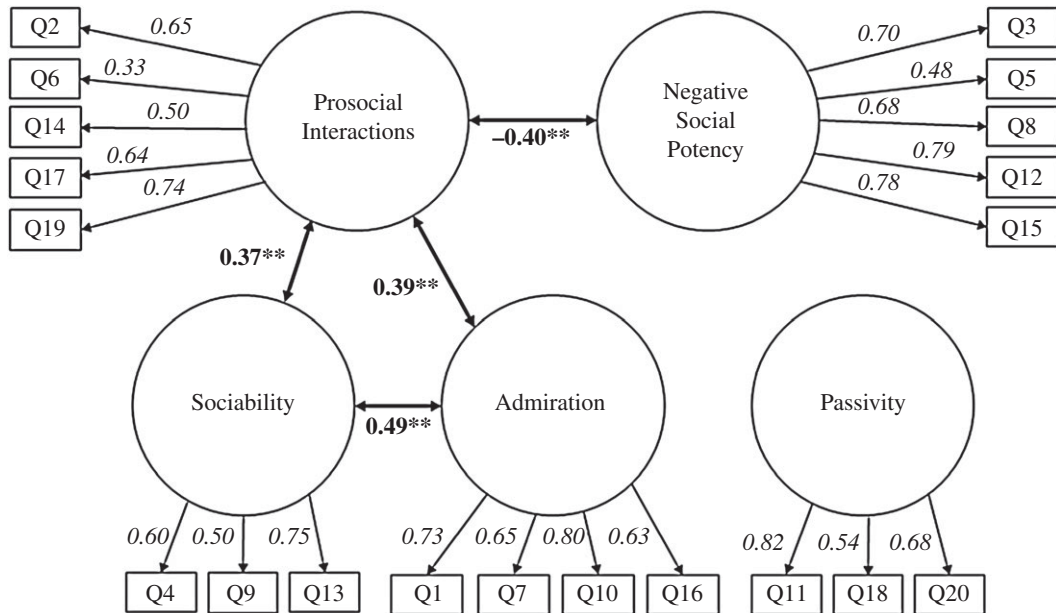 Q2
0.65
Q6
0.33
Q14
0.50
Q17
0.64
Q19
0.74
Prosocial
Interactions
–0.40**
Negative
Social
Potency
0.70
Q3
0.48
Q5
0.68
Q8
0.79
Q12
0.78
Q15
0.37**
0.39**
Sociability
0.49**
Admiration
Passivity
0.60
0.50
0.75
Q4
Q9
Q13
0.73
0.65
0.80
0.63
Q1
Q7
Q10
Q16
0.82
0.54
0.68
Q11
Q18
Q20